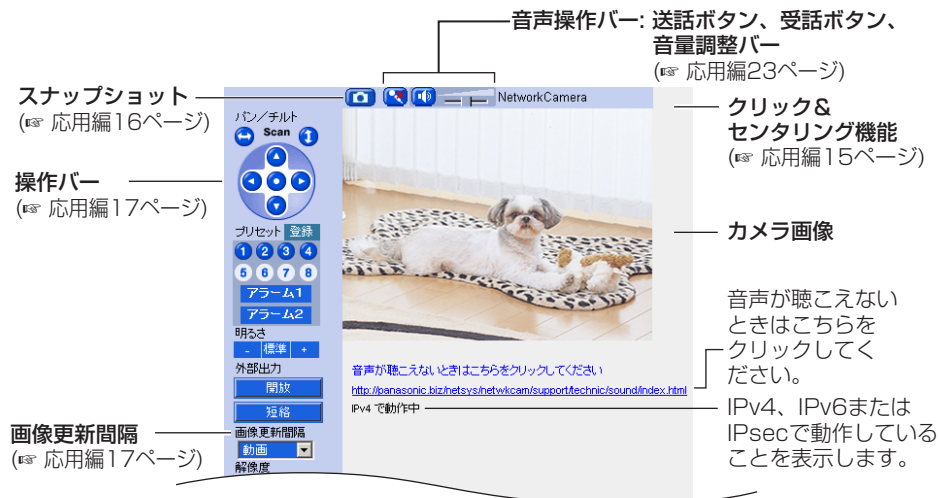 音声操作バー: 送話ボタン、受話ボタン、
音量調整バー
(☞ 応用編23ページ)
スナップショット
(☞ 応用編16ページ)
操作バー
(☞ 応用編17ページ)
画像更新間隔
(☞ 応用編17ページ)
NetworkCamera
パン/チルト
Scan
プリセット 登録
1 2 3 4
5 6 7 8
アラーム1
アラーム2
明るさ
- 標準 +
外部出力
開放
短絡
画像更新間隔
動画
解像度
音声が聴こえないときはこちらをクリックしてください
http://panasonic.biz/netsys/netwkcam/support/technic/sound/index.html
IPv4 で動作中
クリック&
センタリング機能
(☞ 応用編15ページ)
カメラ画像
音声が聴こえない
ときはこちらを
クリックしてく
ださい。
IPv4、IPv6または
IPsecで動作している
ことを表示します。